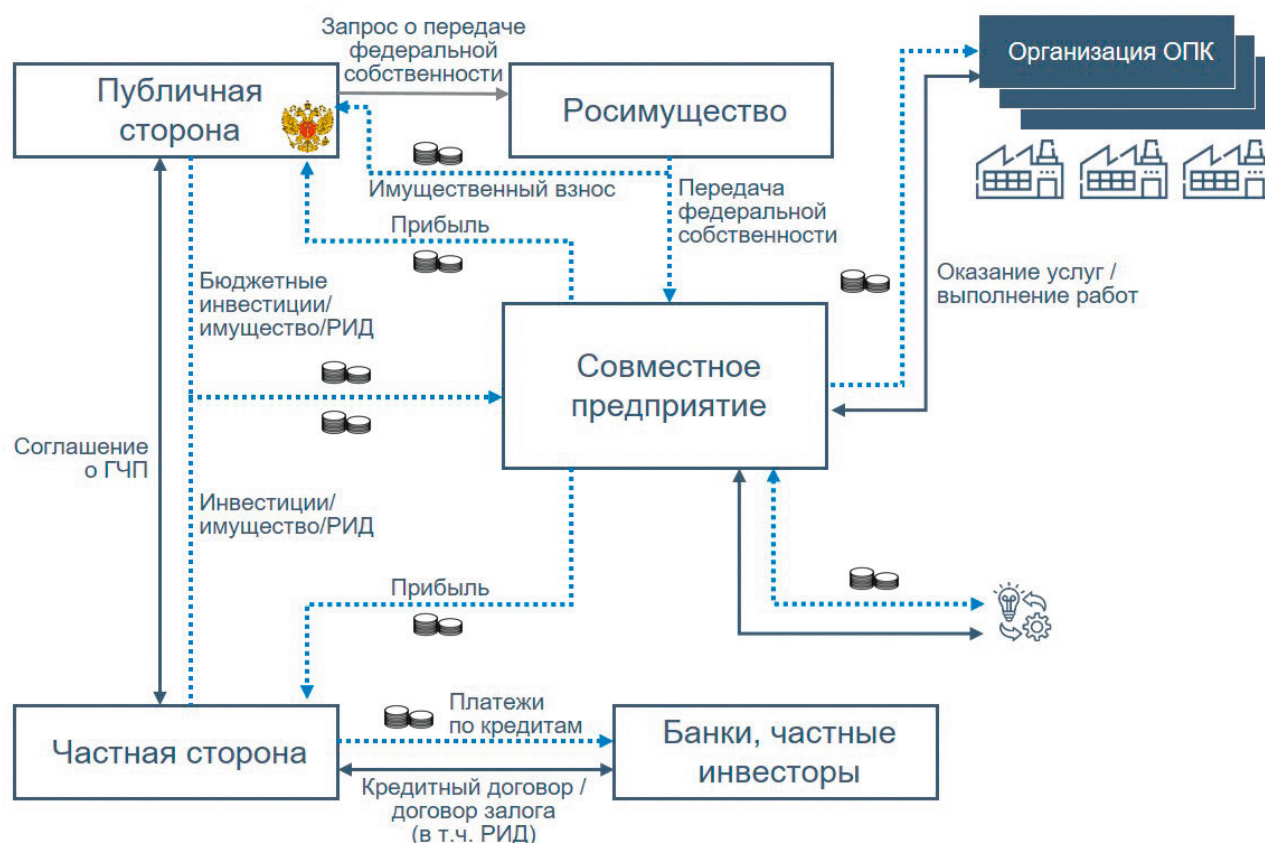 Запрос о передаче
федеральной
собственности
Организация ОПК
Публичная
сторона
Росимущество
Имущественный взнос
Передача
федеральной
собственности
Прибыль
Бюджетные
инвестиции/
имущество/РИД
Оказание услуг /
выполнение работ
Совместное
предприятие
Соглашение
о ГЧП
Инвестиции/
имущество/РИД
Прибыль
Платежи
по кредитам
Частная сторона
Банки, частные
инвесторы
Кредитный договор /
договор залога
(в т.ч. РИД)